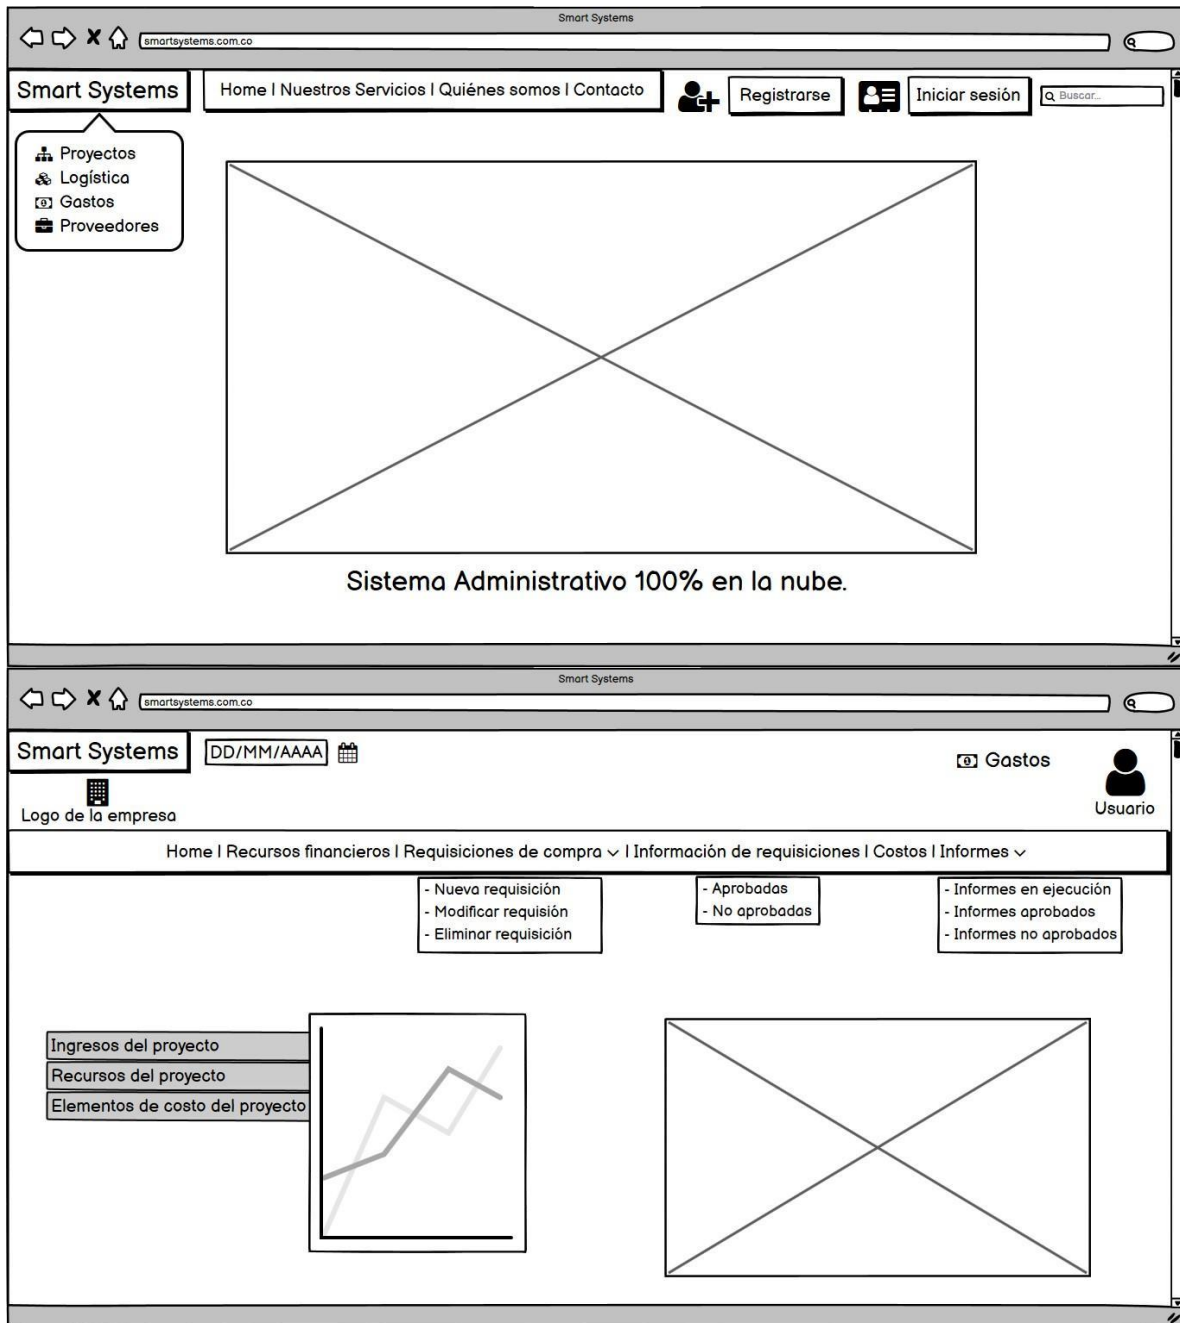 Smart Systems
smartsystems.com.co
Smart Systems
Home I Nuestros Servicios I Quiénes somos I Contacto
Registrarse
Iniciar sesión
Buscar...
Proyectos
Logística
Gastos
Proveedores
Sistema Administrativo 100% en la nube.
Smart Systems
smartsystems.com.co
Smart Systems
DD/MM/AAAA
Gastos
Logo de la empresa
Usuario
Home I Recursos financieros I Requisiciones de compra I Información de requisiciones I Costos I Informes
- Nueva requisición
- Modificar requisión
- Eliminar requisición
- Aprobadas
- No aprobadas
- Informes en ejecución
- Informes aprobados
- Informes no aprobados
Ingresos del proyecto
Recursos del proyecto
Elementos de costo del proyecto